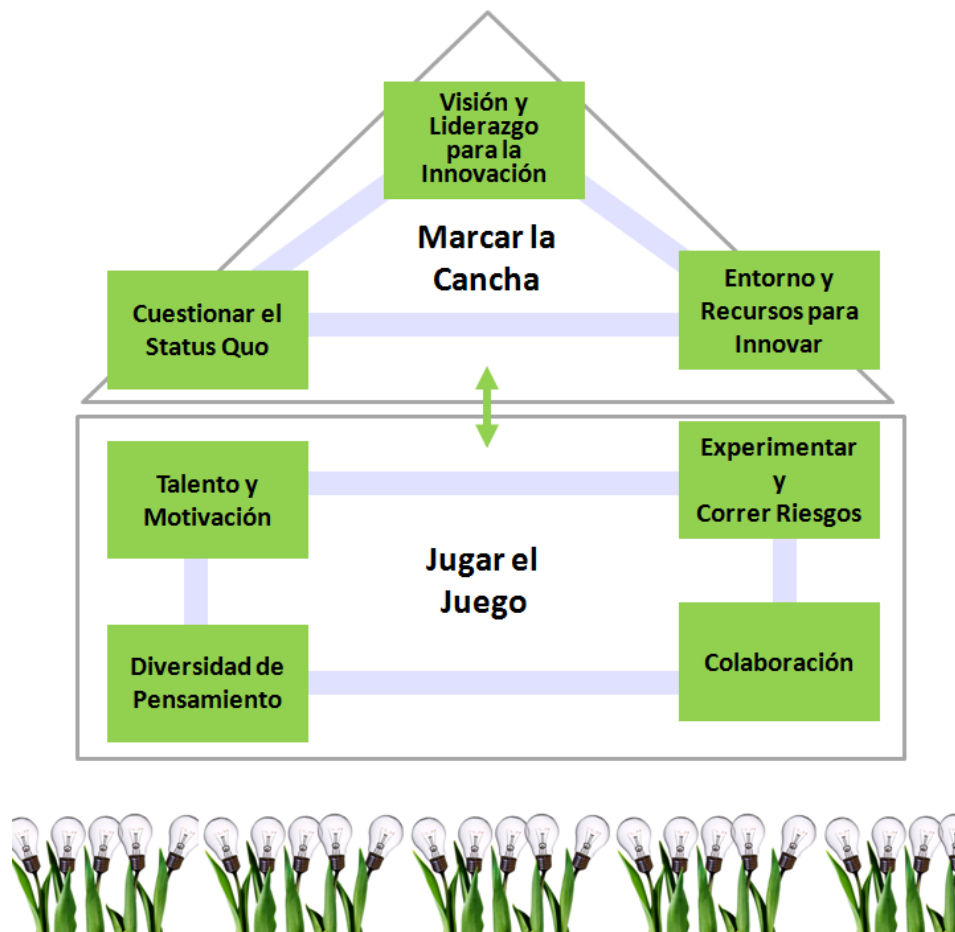 Visión y
Liderazgo
para la
Innovación
Marcar la
Cancha
Cuestionar el
Status Quo
Entorno y
Recursos para
Innovar
Talento y
Motivación
Experimentar
y
Correr Riesgos
Jugar el
Juego
Diversidad de
Pensamiento
Colaboración